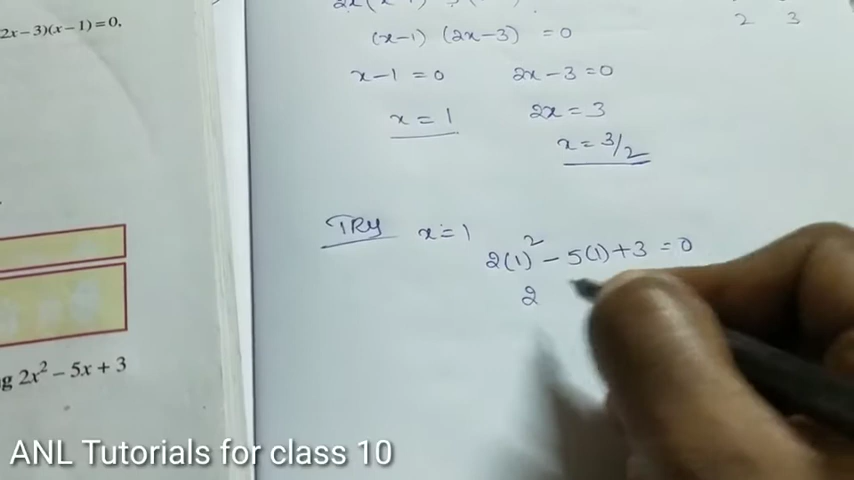 2x-3)(x-1)=0.
(x-1) (2x-3) = 0
x-1 = 0 2x-3=0
x = 1 2x = 3
x = 3/2
TRY x=1 2(1)² - 5(1)+3 = 0
2
g 2x² - 5x + 3
2 3
ANL Tutorials for class 10